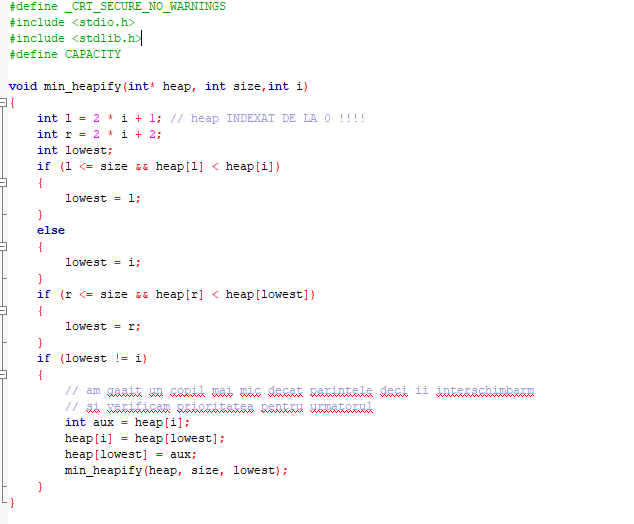 #define _CRT_SECURE_NO_WARNINGS
#include <stdio.h>
#include <stdlib.h>
#define CAPACITY
void min_heapify(int* heap, int size,int i)
{
int l = 2 * i + 1; // heap INDEXAT DE LA 0 !!!!
int r = 2 * i + 2;
int lowest;
if (l <= size && heap[l] < heap[i])
{
lowest = l;
}
else
{
lowest = i;
}
if (r <= size && heap[r] < heap[lowest])
{
lowest = r;
}
if (lowest != i)
{
// am gasit un copil mai mic decat parintele deci ii interschimbarm
// si verificam prioritatea pentru urmatorul
int aux = heap[i];
heap[i] = heap[lowest];
heap[lowest] = aux;
min_heapify(heap, size, lowest);
}
}